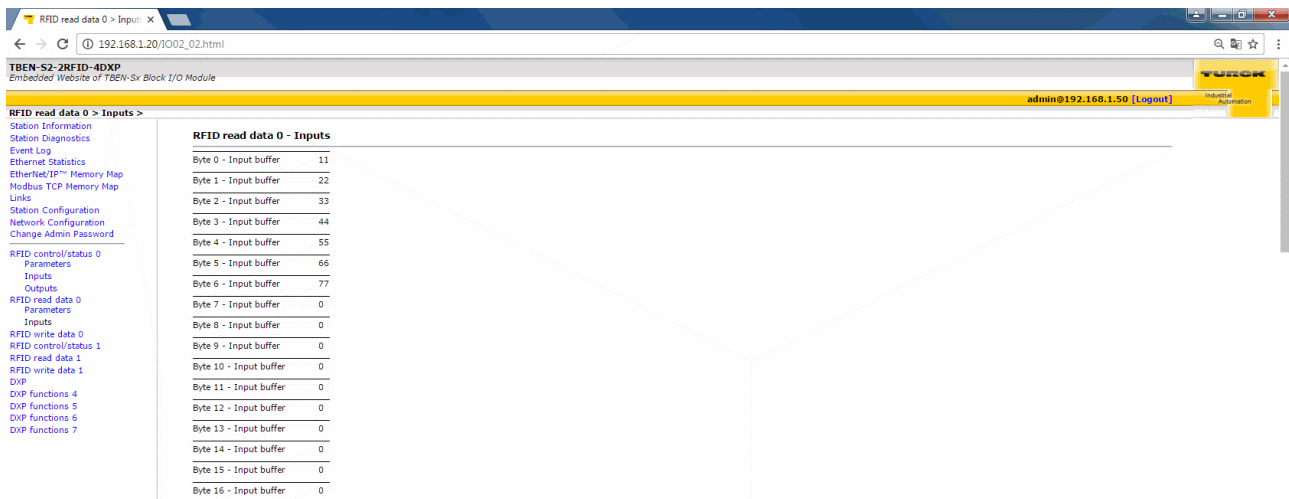 RFID read data 0 > Input:
192.168.1.20/IO02_02.html
TBEN-S2-2RFID-4DXP
Embedded Website of TBEN-Sx Block I/O Module
TURCK
Industrial
Automation
admin@192.168.1.50 [Logout]
RFID read data 0 > Inputs >
Station Information
Station Diagnostics
Event Log
Ethernet Statistics
EtherNet/IP™ Memory Map
Modbus TCP Memory Map
Links
Station Configuration
Network Configuration
Change Admin Password
RFID control/status 0
Parameters
Inputs
Outputs
RFID read data 0
Parameters
Inputs
RFID write data 0
RFID control/status 1
RFID read data 1
RFID write data 1
DXP
DXP functions 4
DXP functions 5
DXP functions 6
DXP functions 7
RFID read data 0 - Inputs
Byte 0 - Input buffer 11
Byte 1 - Input buffer 22
Byte 2 - Input buffer 33
Byte 3 - Input buffer 44
Byte 4 - Input buffer 55
Byte 5 - Input buffer 66
Byte 6 - Input buffer 77
Byte 7 - Input buffer 0
Byte 8 - Input buffer 0
Byte 9 - Input buffer 0
Byte 10 - Input buffer 0
Byte 11 - Input buffer 0
Byte 12 - Input buffer 0
Byte 13 - Input buffer 0
Byte 14 - Input buffer 0
Byte 15 - Input buffer 0
Byte 16 - Input buffer 0